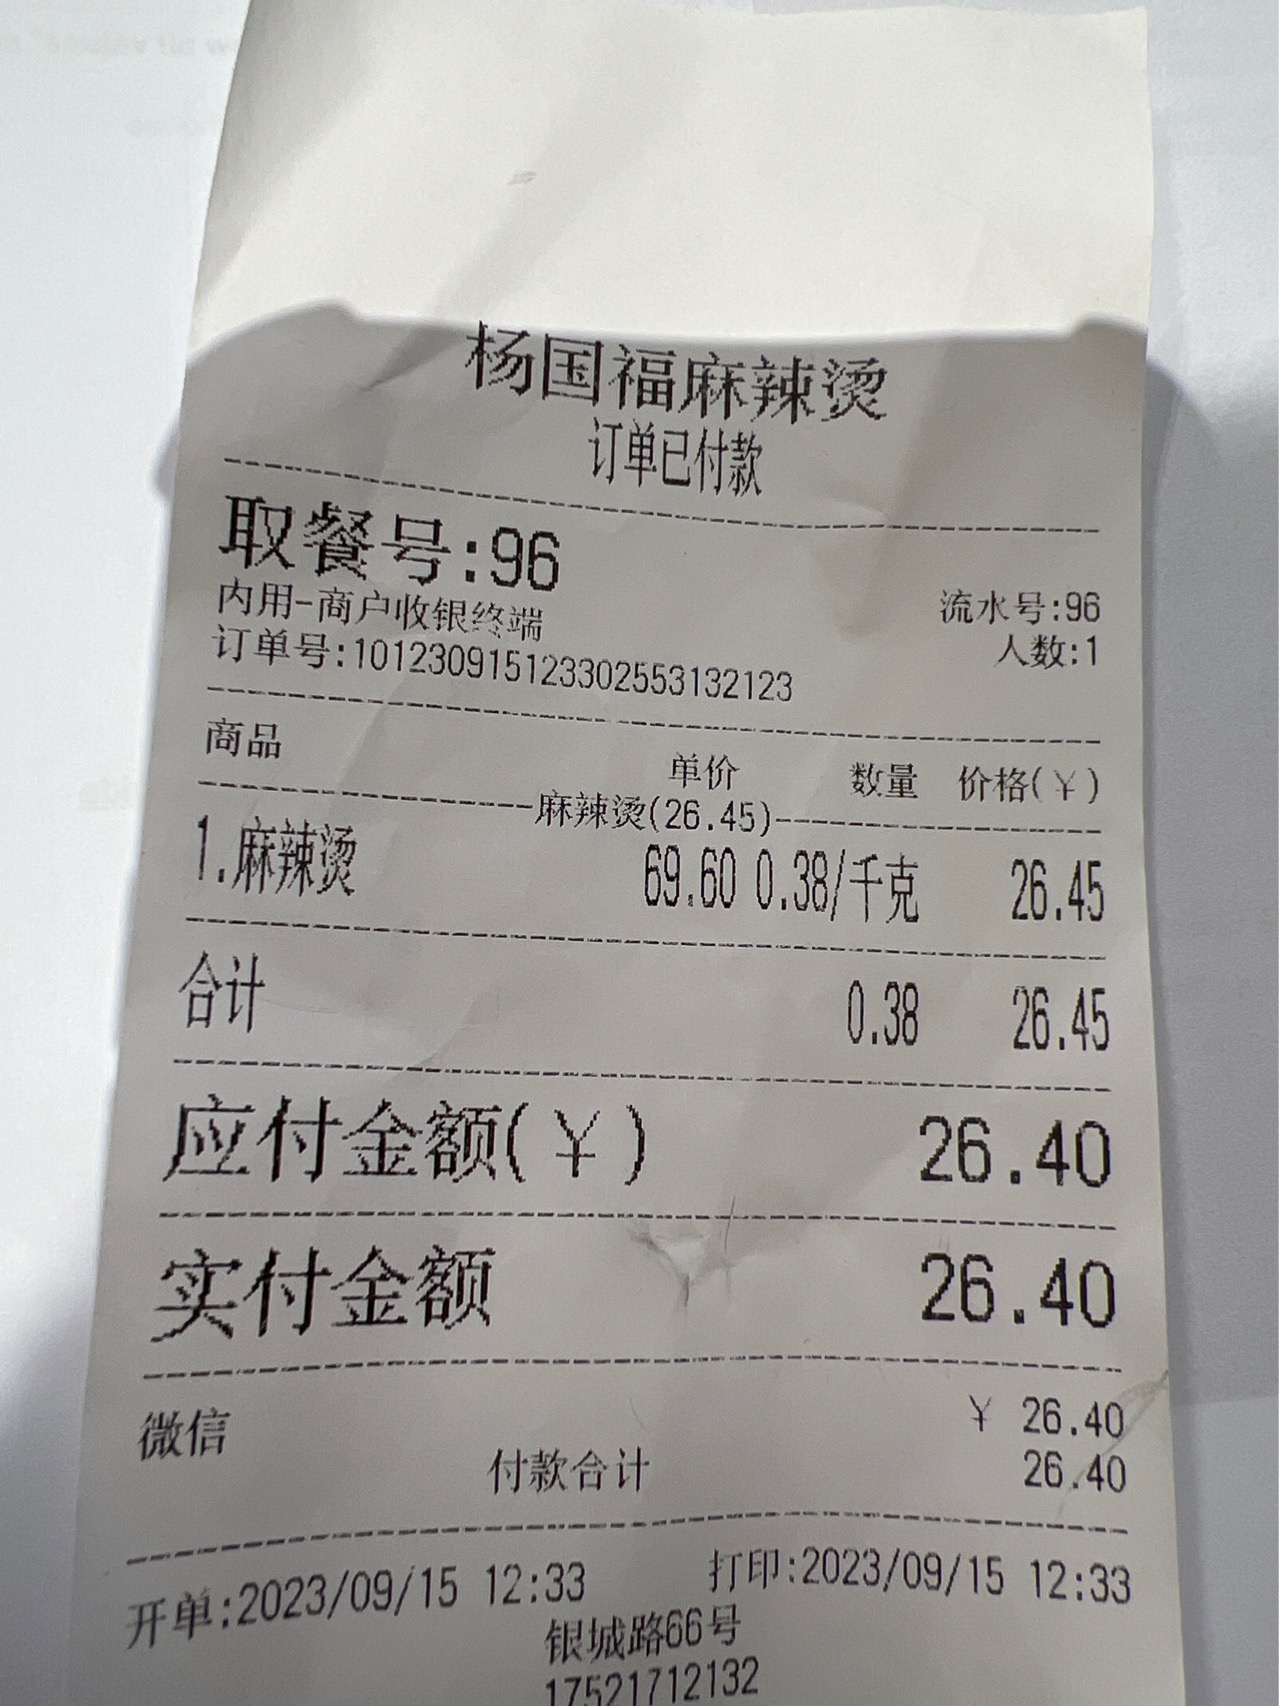 杨国福麻辣烫
订单已付款
取餐号:96
内用-商户收银终端 流水号:96
订单号:101230915123302553132123 人数:1
商品 单价 数量 价格(¥)
麻辣烫(26.45)
1.麻辣烫 69.60 0.38/千克 26.45
合计 0.38 26.45
应付金额(¥) 26.40
实付金额 26.40
微信 ¥ 26.40
付款合计 26.40
开单:2023/09/15 12:33 打印:2023/09/15 12:33
银城路66号
17521712132